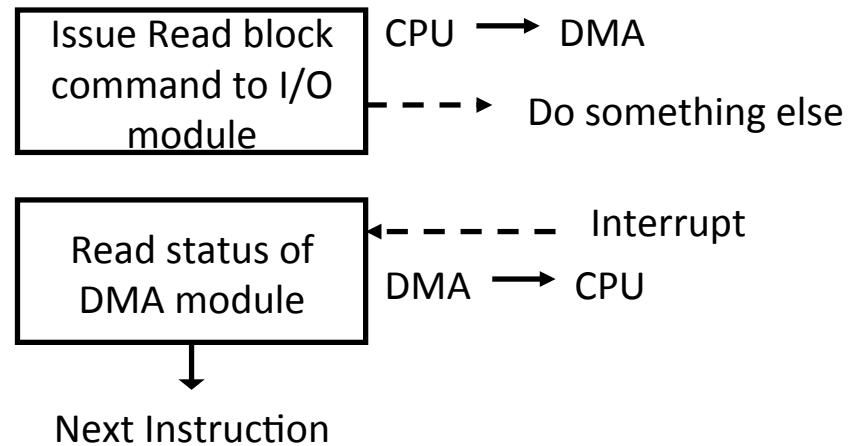 Issue Read block
command to I/O
module
CPU → DMA
Do something else
Read status of
DMA module
Interrupt
DMA → CPU
Next Instruction